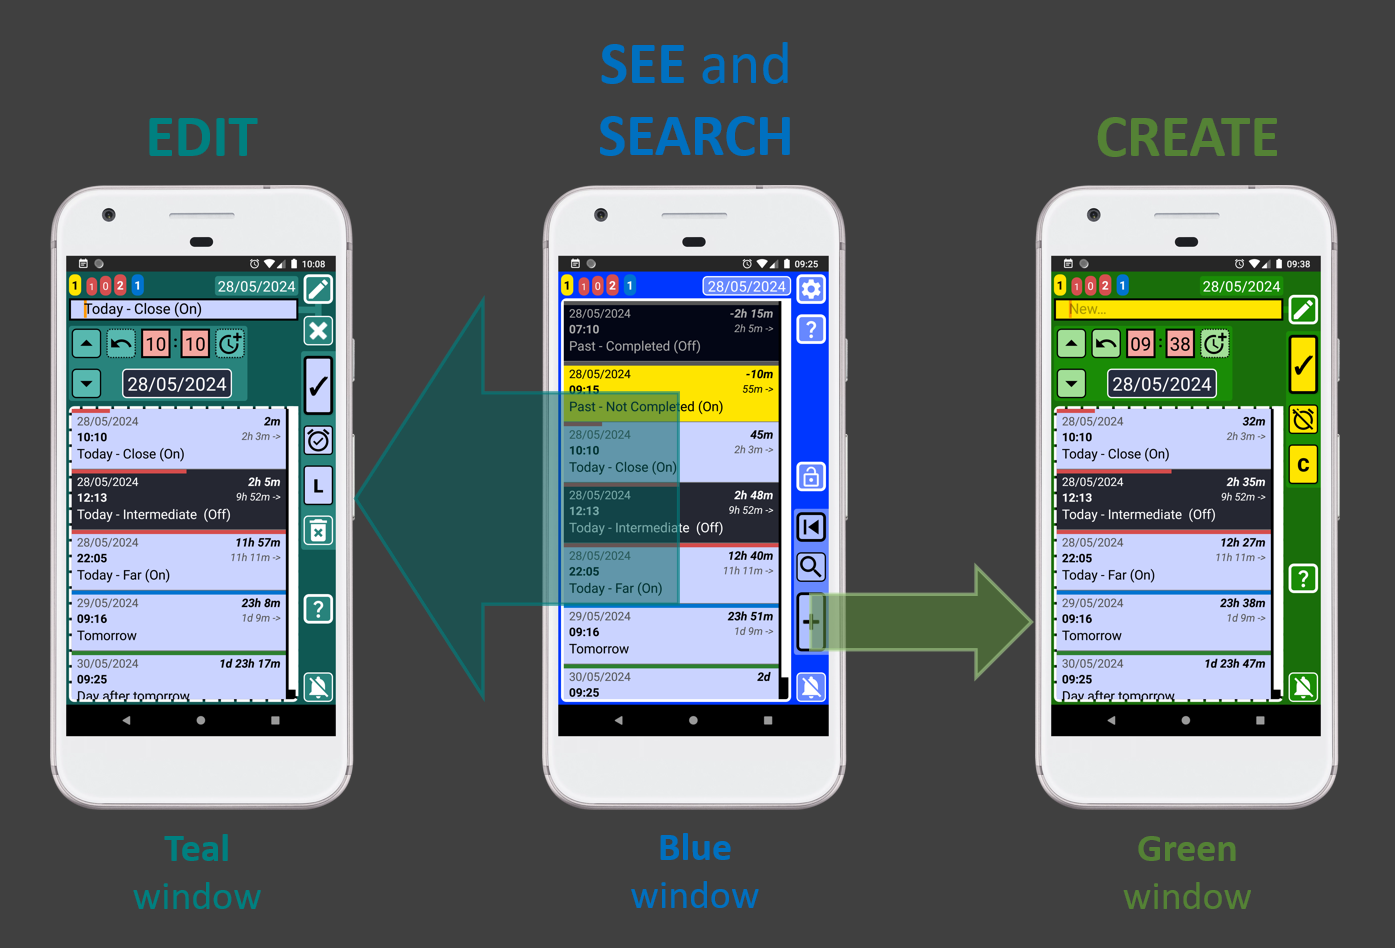 SEE and
SEARCH
EDIT
CREATE
10:08
1 1 0 2 1
28/05/2024
Today - Close (On)
10 : 10
28/05/2024
28/05/2024 2m
10:10 2h 3m ->
Today - Close (On)
28/05/2024 2h 5m
12:13 9h 52m ->
Today - Intermediate (Off)
28/05/2024 11h 57m
22:05 11h 11m ->
Today - Far (On)
29/05/2024 23h 8m
09:16 1d 9m ->
Tomorrow
30/05/2024 1d 23h 17m
09:25
Day after tomorrow
L
?
09:25
1 1 0 2 1
28/05/2024
28/05/2024 -2h 15m
07:10 2h 5m ->
Past - Completed (Off)
28/05/2024 -10m
09:15 55m ->
Past - Not Completed (On)
28/05/2024 45m
10:10 2h 3m ->
Today - Close (On)
28/05/2024 2h 48m
12:13 9h 52m ->
Today - Intermediate (Off)
28/05/2024 12h 40m
22:05 11h 11m ->
Today - Far (On)
29/05/2024 23h 51m
09:16 1d 9m ->
Tomorrow
30/05/2024 2d
09:25
?
09:38
1 1 0 2 1
28/05/2024
New...
09 : 38
28/05/2024
28/05/2024 32m
10:10 2h 3m ->
Today - Close (On)
28/05/2024 2h 35m
12:13 9h 52m ->
Today - Intermediate (Off)
28/05/2024 12h 27m
22:05 11h 11m ->
Today - Far (On)
29/05/2024 23h 38m
09:16 1d 9m ->
Tomorrow
30/05/2024 1d 23h 47m
09:25
Day after tomorrow
C
?
Teal
window
Blue
window
Green
window